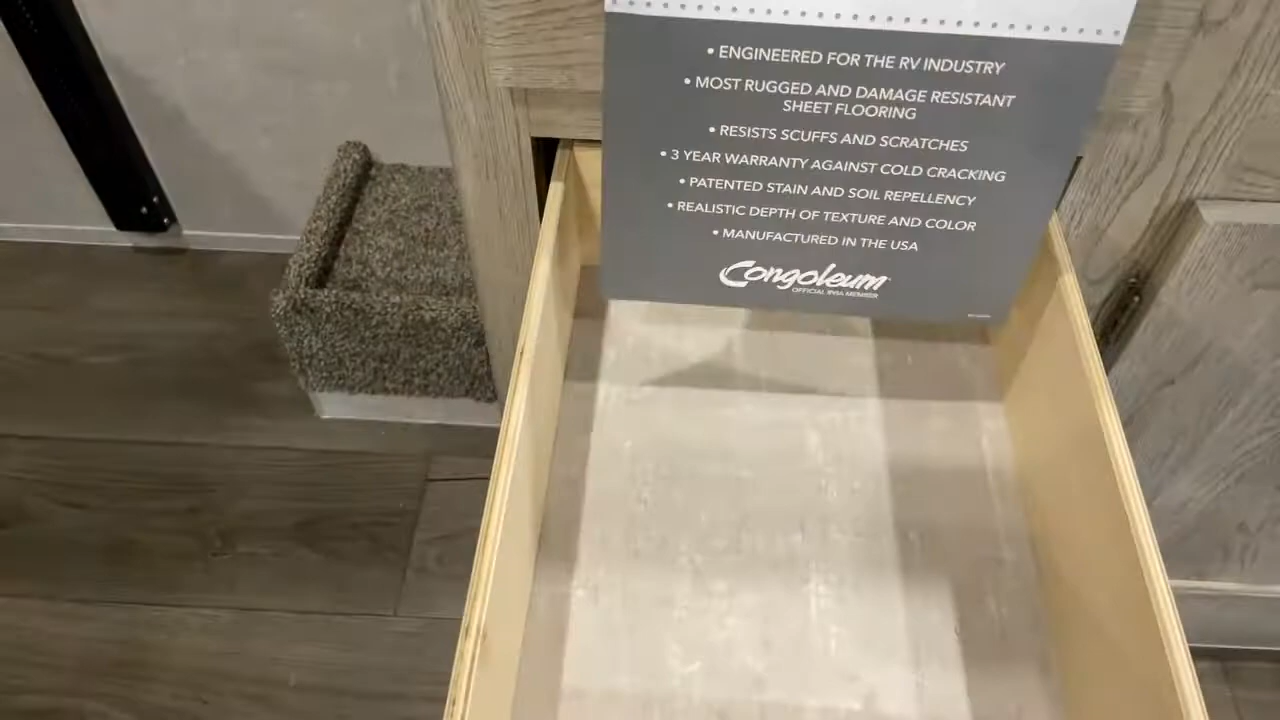 • ENGINEERED FOR THE RV INDUSTRY
• MOST RUGGED AND DAMAGE RESISTANT
SHEET FLOORING
• RESISTS SCUFFS AND SCRATCHES
• 3 YEAR WARRANTY AGAINST COLD CRACKING
• PATENTED STAIN AND SOIL REPELLENCY
• REALISTIC DEPTH OF TEXTURE AND COLOR
• MANUFACTURED IN THE USA
Congoleum
OFFICIAL RVIA MEMBER